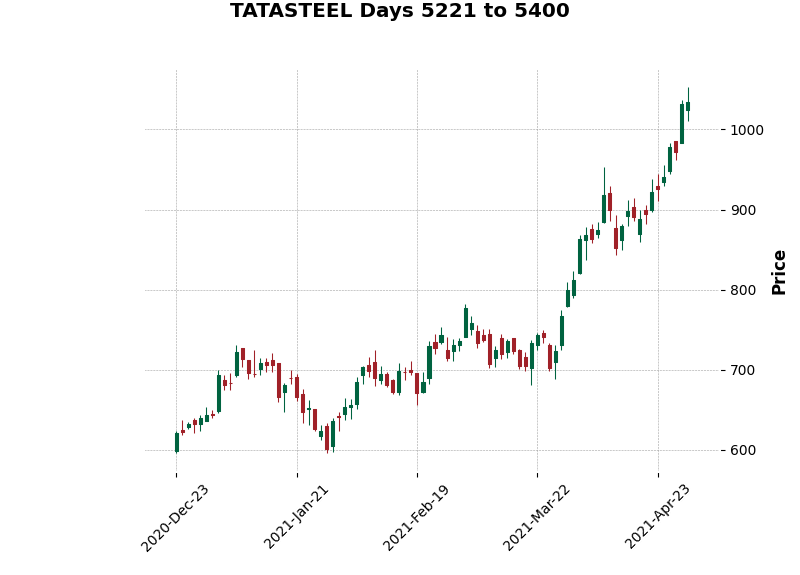 TATASTEEL Days 5221 to 5400
1000
900
800
700
600
Price
2020-Dec-23
2021-Jan-21
2021-Feb-19
2021-Mar-22
2021-Apr-23